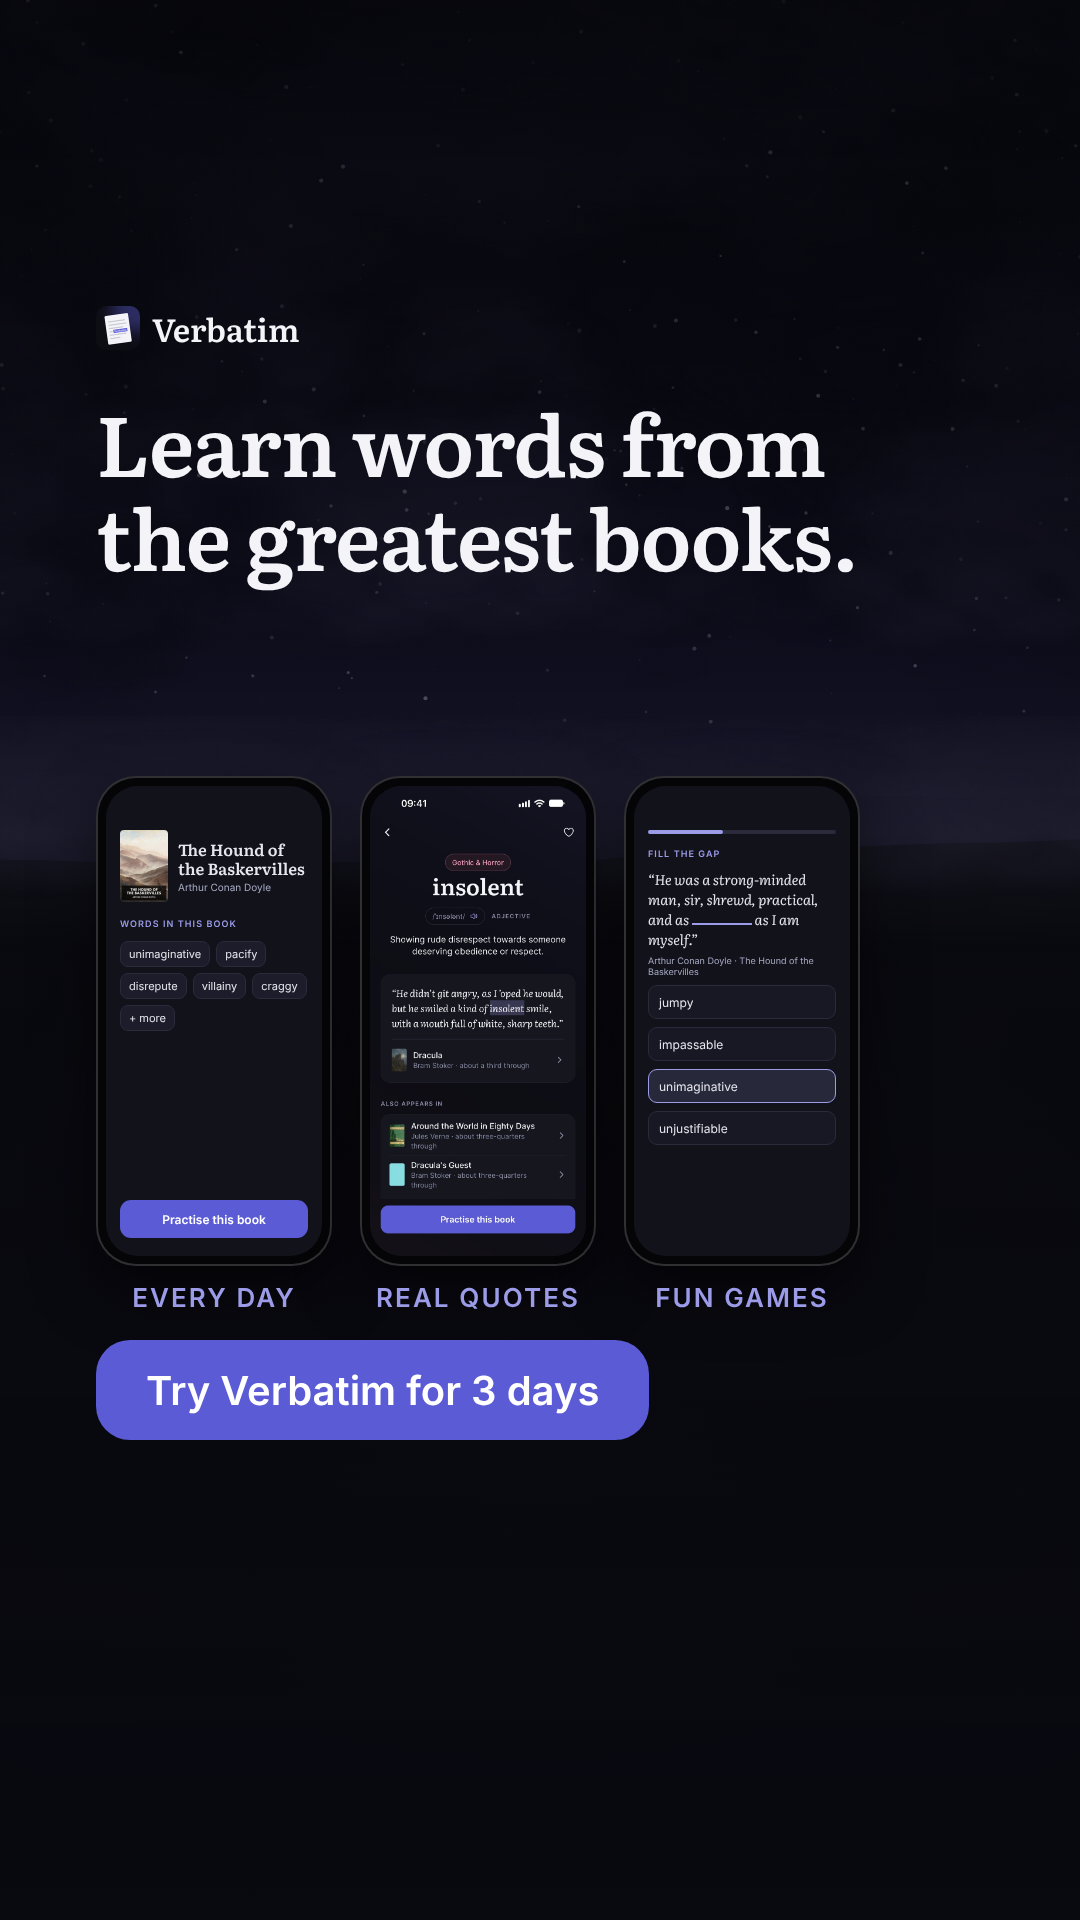 Verbatim
Learn words from
the greatest books.
The Hound of
the Baskervilles
Arthur Conan Doyle
THE HOUND OF
THE BASKERVILLES
WORDS IN THIS BOOK
unimaginative
pacify
disrepute
villainy
craggy
+ more
Practise this book
EVERY DAY
09:41
Gothic & Horror
insolent
/ˈɪnsələnt/
ADJECTIVE
Showing rude disrespect towards someone
deserving obedience or respect.
“He didn’t git angry, as I ’oped he would,
but he smiled a kind of insolent smile,
with a mouth full of white, sharp teeth.”
Dracula
Bram Stoker · about a third through
ALSO APPEARS IN
Around the World in Eighty Days
Jules Verne · about three-quarters
through
Dracula's Guest
Bram Stoker · about three-quarters
through
Practise this book
REAL QUOTES
FILL THE GAP
“He was a strong-minded
man, sir, shrewd, practical,
and as ______ as I am
myself.”
Arthur Conan Doyle · The Hound of the
Baskervilles
jumpy
impassable
unimaginative
unjustifiable
FUN GAMES
Try Verbatim for 3 days